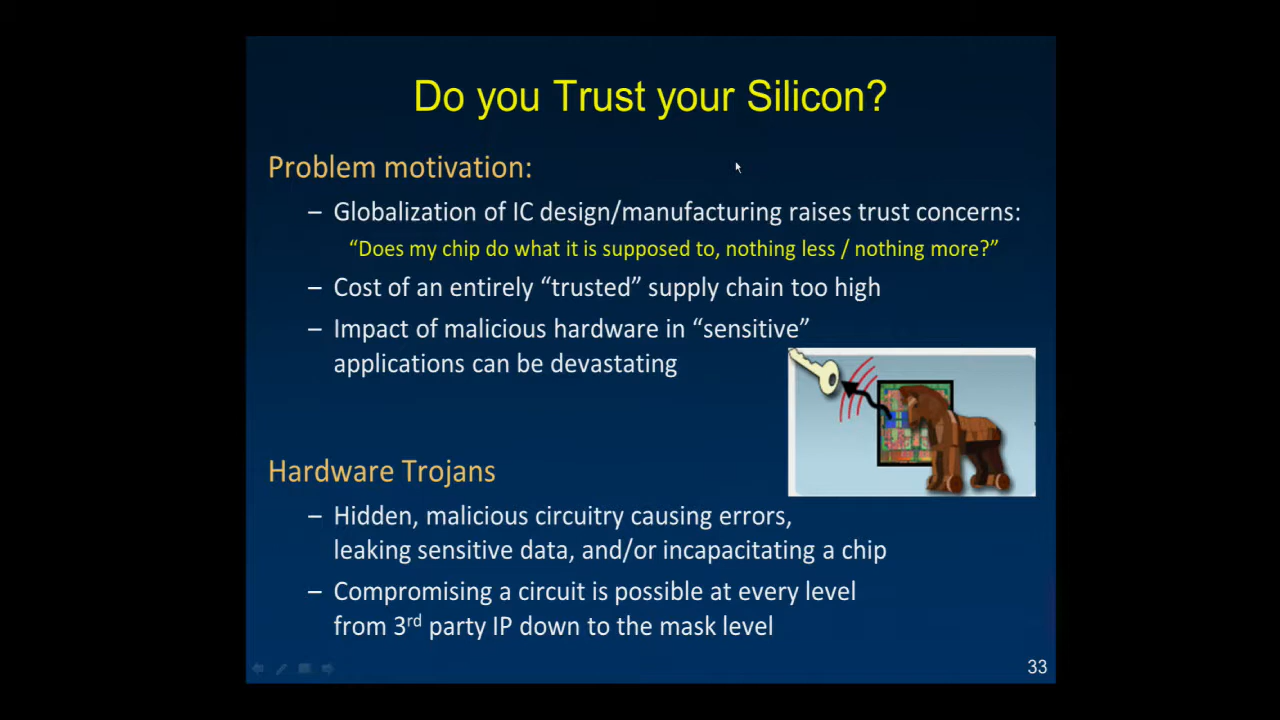 Do you Trust your Silicon?
Problem motivation:
– Globalization of IC design/manufacturing raises trust concerns:
“Does my chip do what it is supposed to, nothing less / nothing more?”
– Cost of an entirely “trusted” supply chain too high
– Impact of malicious hardware in “sensitive”
applications can be devastating
Hardware Trojans
– Hidden, malicious circuitry causing errors,
leaking sensitive data, and/or incapacitating a chip
– Compromising a circuit is possible at every level
from 3rd party IP down to the mask level
33